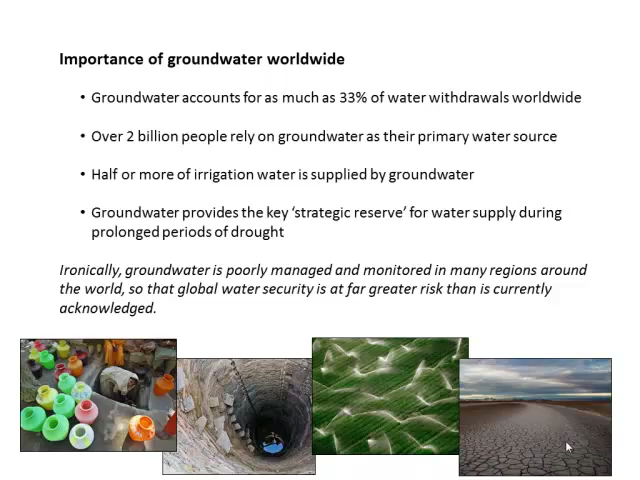 Importance of groundwater worldwide
• Groundwater accounts for as much as 33% of water withdrawals worldwide
• Over 2 billion people rely on groundwater as their primary water source
• Half or more of irrigation water is supplied by groundwater
• Groundwater provides the key ‘strategic reserve’ for water supply during
prolonged periods of drought
Ironically, groundwater is poorly managed and monitored in many regions around
the world, so that global water security is at far greater risk than is currently
acknowledged.